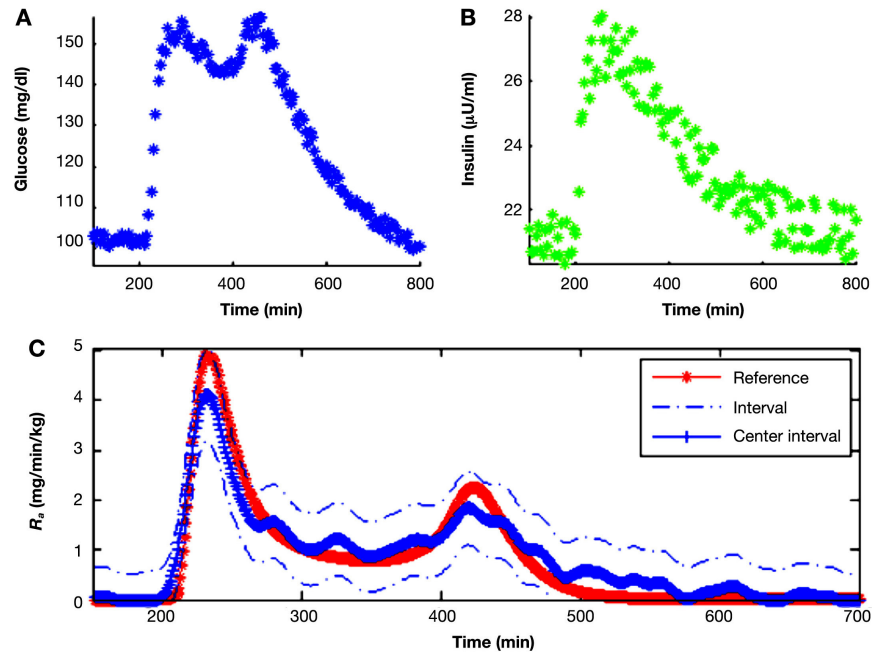 A
Glucose (mg/dl)
150
140
130
120
110
100
200
400
600
800
Time (min)
B
Insulin (μU/ml)
28
26
24
22
200
400
600
800
Time (min)
C
Rₐ (mg/min/kg)
5
4
3
2
1
0
200
300
400
500
600
700
Time (min)
Reference
Interval
Center interval